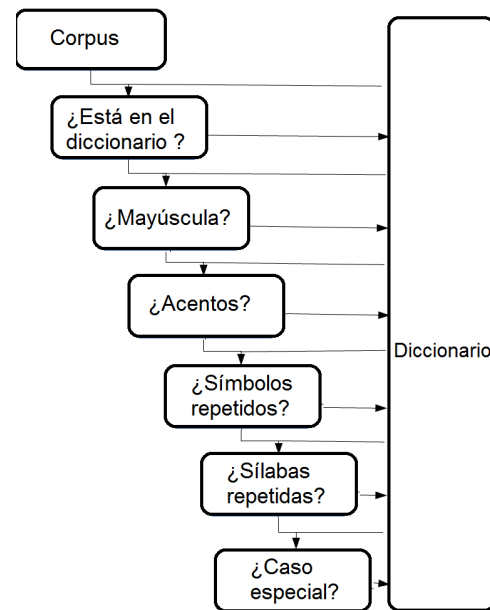 Corpus
¿Está en el
diccionario ?
¿Mayúscula?
¿Acentos?
Diccionario
¿Símbolos
repetidos?
¿Sílabas
repetidas?
¿Caso
especial?